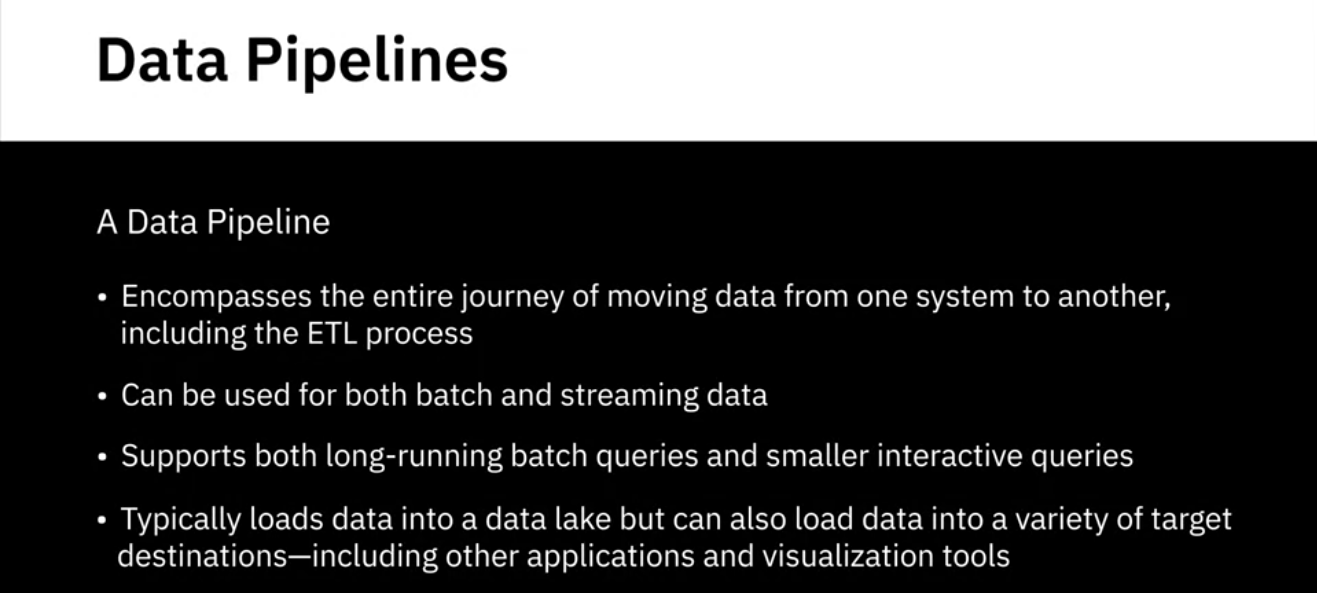 Data Pipelines
A Data Pipeline
• Encompasses the entire journey of moving data from one system to another,
including the ETL process
• Can be used for both batch and streaming data
• Supports both long-running batch queries and smaller interactive queries
• Typically loads data into a data lake but can also load data into a variety of target
destinations—including other applications and visualization tools